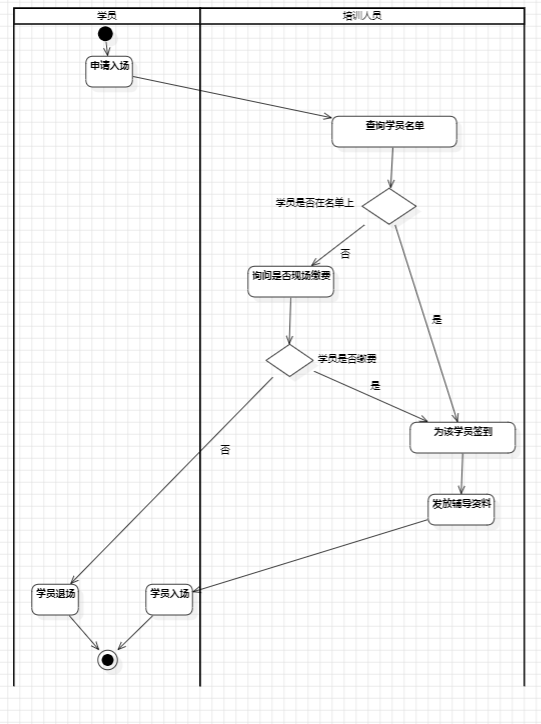 学员
培训人员
申请入场
查询学员名单
学员是否在名单上
否
询问是否现场缴费
是
学员是否缴费
是
为该学员签到
否
发放辅导资料
学员退场
学员入场